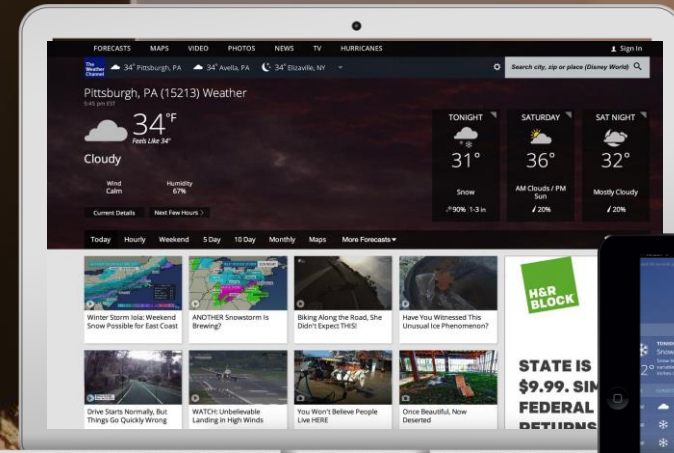 FORECASTS MAPS VIDEO PHOTOS NEWS TV HURRICANES Sign In
The Weather Channel
34° Pittsburgh, PA 34° Avella, PA 34° Elizaville, NY
Search city, zip or place (Disney World)
Pittsburgh, PA (15213) Weather
5:45 pm EST
34°F
Feels Like 34°
Cloudy
Wind
Calm
Humidity
67%
Current Details Next Few Hours >
TONIGHT
31°
Snow
90% 1-3 in
SATURDAY
36°
AM Clouds / PM
Sun
20%
SAT NIGHT
32°
Mostly Cloudy
20%
Today Hourly Weekend 5 Day 10 Day Monthly Maps More Forecasts
Winter Storm Iola: Weekend
Snow Possible for East Coast
ANOTHER Snowstorm Is
Brewing?
Biking Along the Road, She
Didn't Expect THIS!
Have You Witnessed This
Unusual Ice Phenomenon?
Drive Starts Normally, But
Things Go Quickly Wrong
WATCH: Unbelievable
Landing in High Winds
You Won't Believe People
Live HERE
Once Beautiful, Now
Deserted
H&R
BLOCK
STATE IS
$9.99. SIM
FEDERAL
RETURNS
TONIGHT
Snow